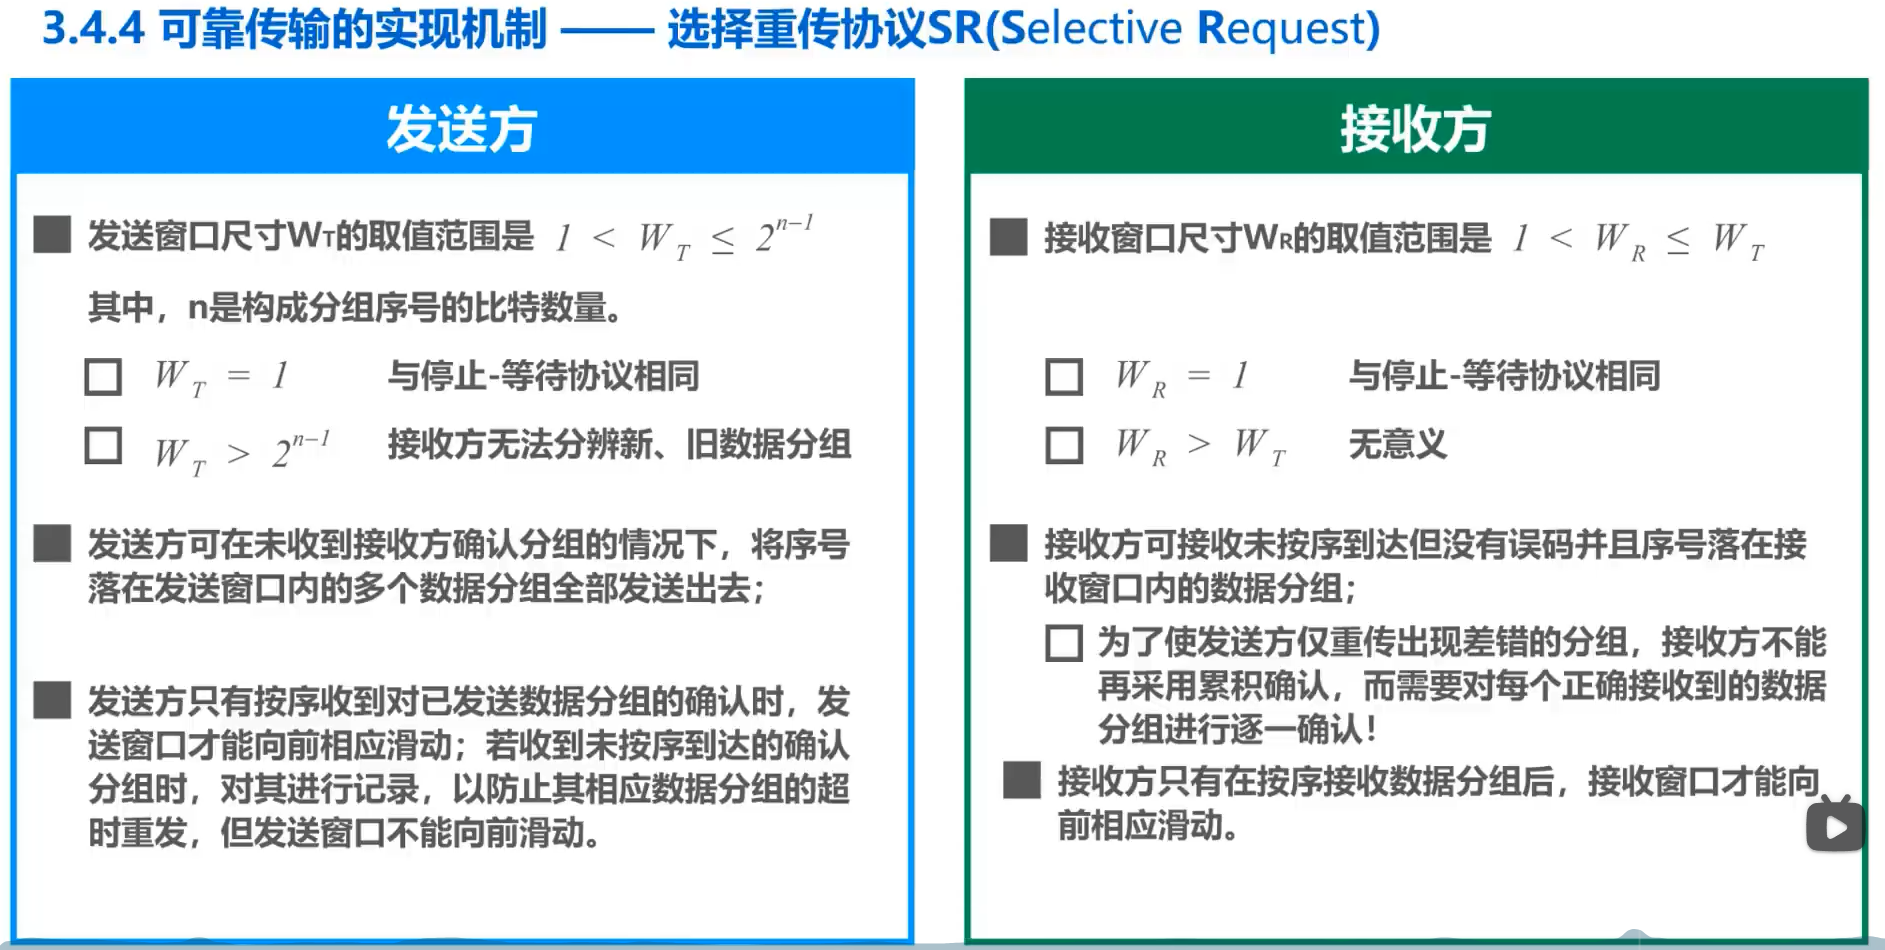 3.4.4 可靠传输的实现机制 —— 选择重传协议SR(Selective Request)
发送方
发送窗口尺寸WT的取值范围是 1 < W_T ≤ 2^{n-1}
其中，n是构成分组序号的比特数量。
W_T = 1 与停止-等待协议相同
W_T > 2^{n-1} 接收方无法分辨新、旧数据分组
发送方可在未收到接收方确认分组的情况下，将序号
落在发送窗口内的多个数据分组全部发送出去；
发送方只有按序收到对已发送数据分组的确认时，发
送窗口才能向前相应滑动；若收到未按序到达的确认
分组时，对其进行记录，以防止其相应数据分组的超
时重发，但发送窗口不能向前滑动。
接收方
接收窗口尺寸WR的取值范围是 1 < W_R ≤ W_T
W_R = 1 与停止-等待协议相同
W_R > W_T 无意义
接收方可接收未按序到达但没有误码并且序号落在接
收窗口内的数据分组；
为了使发送方仅重传出现差错的分组，接收方不能
再采用累积确认，而需要对每个正确接收到的数据
分组进行逐一确认！
接收方只有在按序接收数据分组后，接收窗口才能向
前相应滑动。